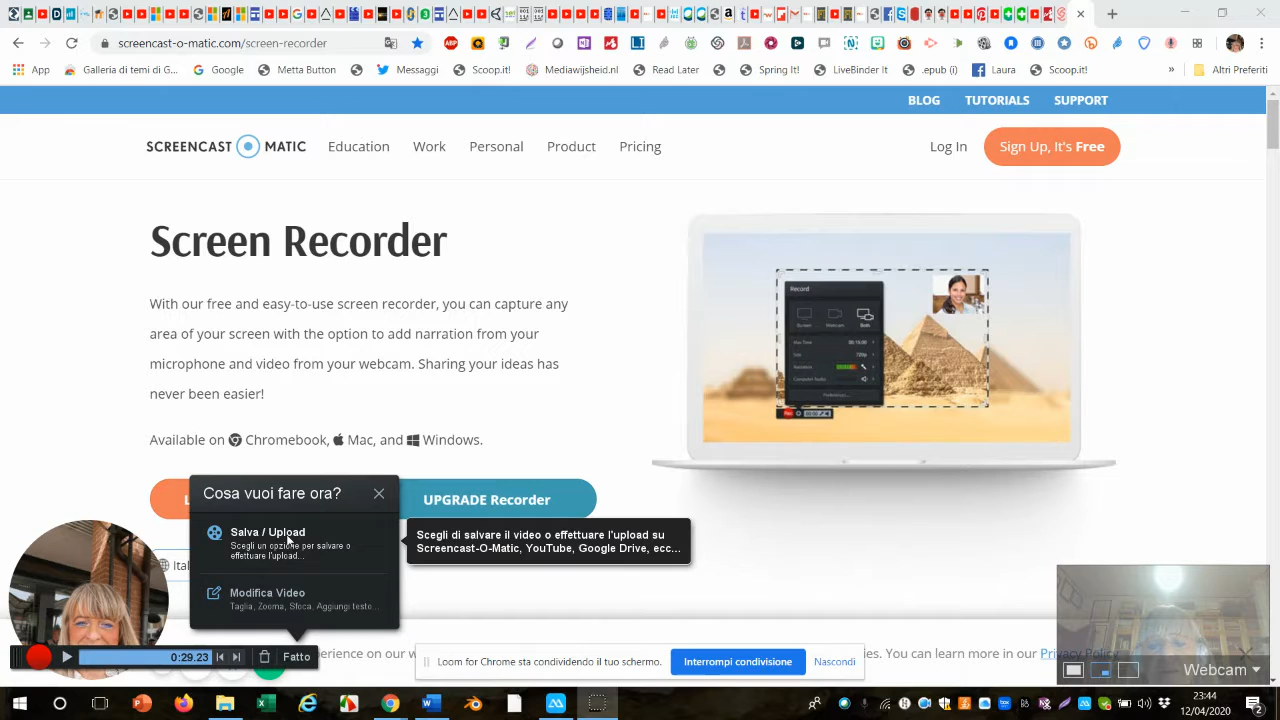 screencast-o-matic.com/screen-recorder
App
Galleria di temi di G...
Google
Metta Button
Messaggi
Scoop.it!
Mediawijsheid.nl
Read Later
Spring It!
LiveBinder It
.epub (i)
Laura
Scoop.it!
»
Altri Preferiti
BLOG TUTORIALS SUPPORT
SCREENCAST MATIC Education Work Personal Product Pricing Log In Sign Up, It's Free
Screen Recorder
With our free and easy-to-use screen recorder, you can capture any
area of your screen with the option to add narration from your
microphone and video from your webcam. Sharing your ideas has
never been easier!
Available on Chromebook, Mac, and Windows.
Record
UPGRADE Recorder
Cosa vuoi fare ora?
Salva / Upload
Scegli un opzione per salvare o
effettuare l'upload...
Modifica Video
Taglia, Zooma, Sfoca, Aggiungi testo...
Scegli di salvare il video o effettuare l'upload su
Screencast-O-Matic, YouTube, Google Drive, ecc...
Ital
0:29.23
Fatto
perience on our w
Loom for Chrome sta condividendo il tuo schermo.
Interrompi condivisione
Nascondi
ies. You can learn more in our Privacy Policy
Webcam
23:44
12/04/2020